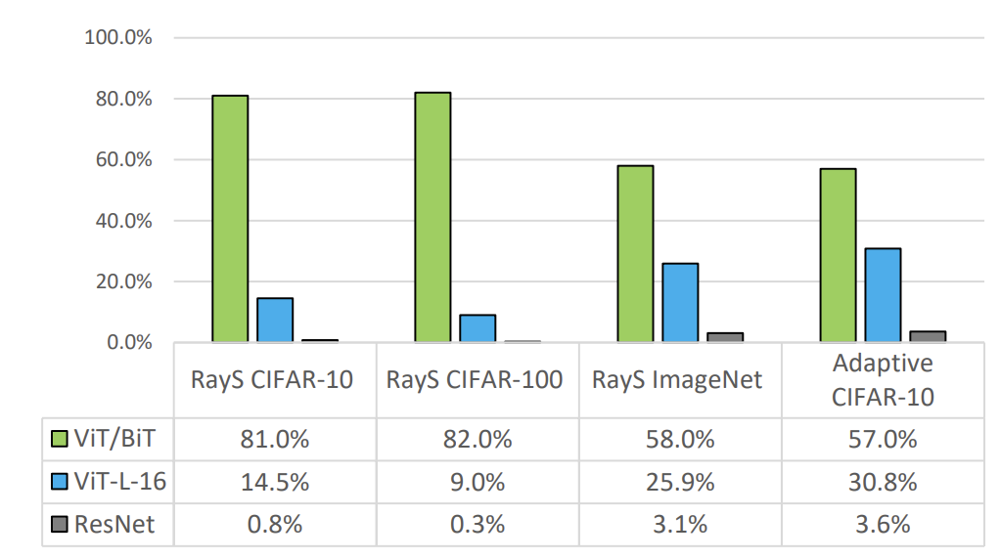 100.0%
80.0%
60.0%
40.0%
20.0%
0.0%
RayS CIFAR-10 RayS CIFAR-100 RayS ImageNet Adaptive
CIFAR-10
ViT/BiT 81.0% 82.0% 58.0% 57.0%
ViT-L-16 14.5% 9.0% 25.9% 30.8%
ResNet 0.8% 0.3% 3.1% 3.6%